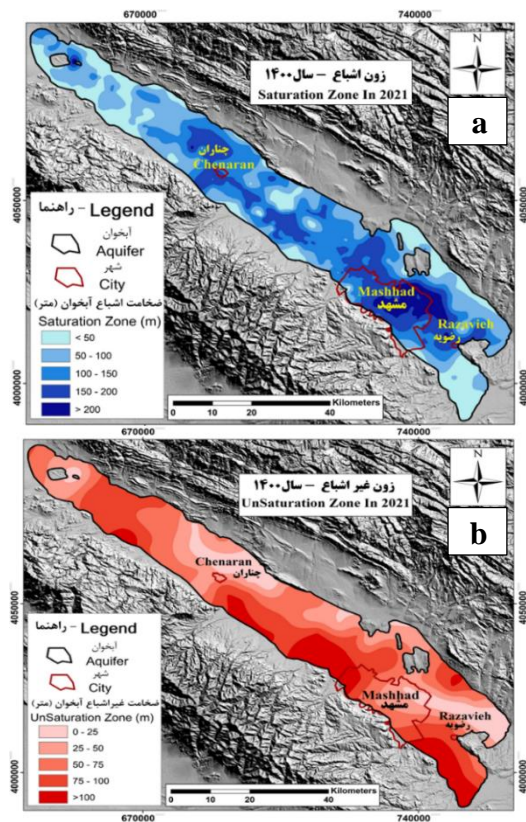 670000
740000
زون اشباع – سال ۱۴۰۰
Saturation Zone In 2021
N
a
4050000
4050000
چناران
Chenaran
راهنما – Legend
آبخوان
Aquifer
شهر
City
ضخامت اشباع آبخوان (متر)
Saturation Zone (m)
< 50
50 - 100
100 - 150
150 - 200
> 200
Mashhad
مشهد
Razavieh
رضویه
4000000
4000000
Kilometers
0 10 20 40
670000
740000
زون غیر اشباع – سال ۱۴۰۰
UnSaturation Zone In 2021
N
b
Chenaran
چناران
4050000
4050000
راهنما – Legend
آبخوان
Aquifer
شهر
City
ضخامت غیراشباع آبخوان (متر)
UnSaturation Zone (m)
0 - 25
25 - 50
50 - 75
75 - 100
>100
Mashhad
مشهد
Razavieh
رضویه
4000000
4000000
Kilometers
0 10 20 40
670000
740000